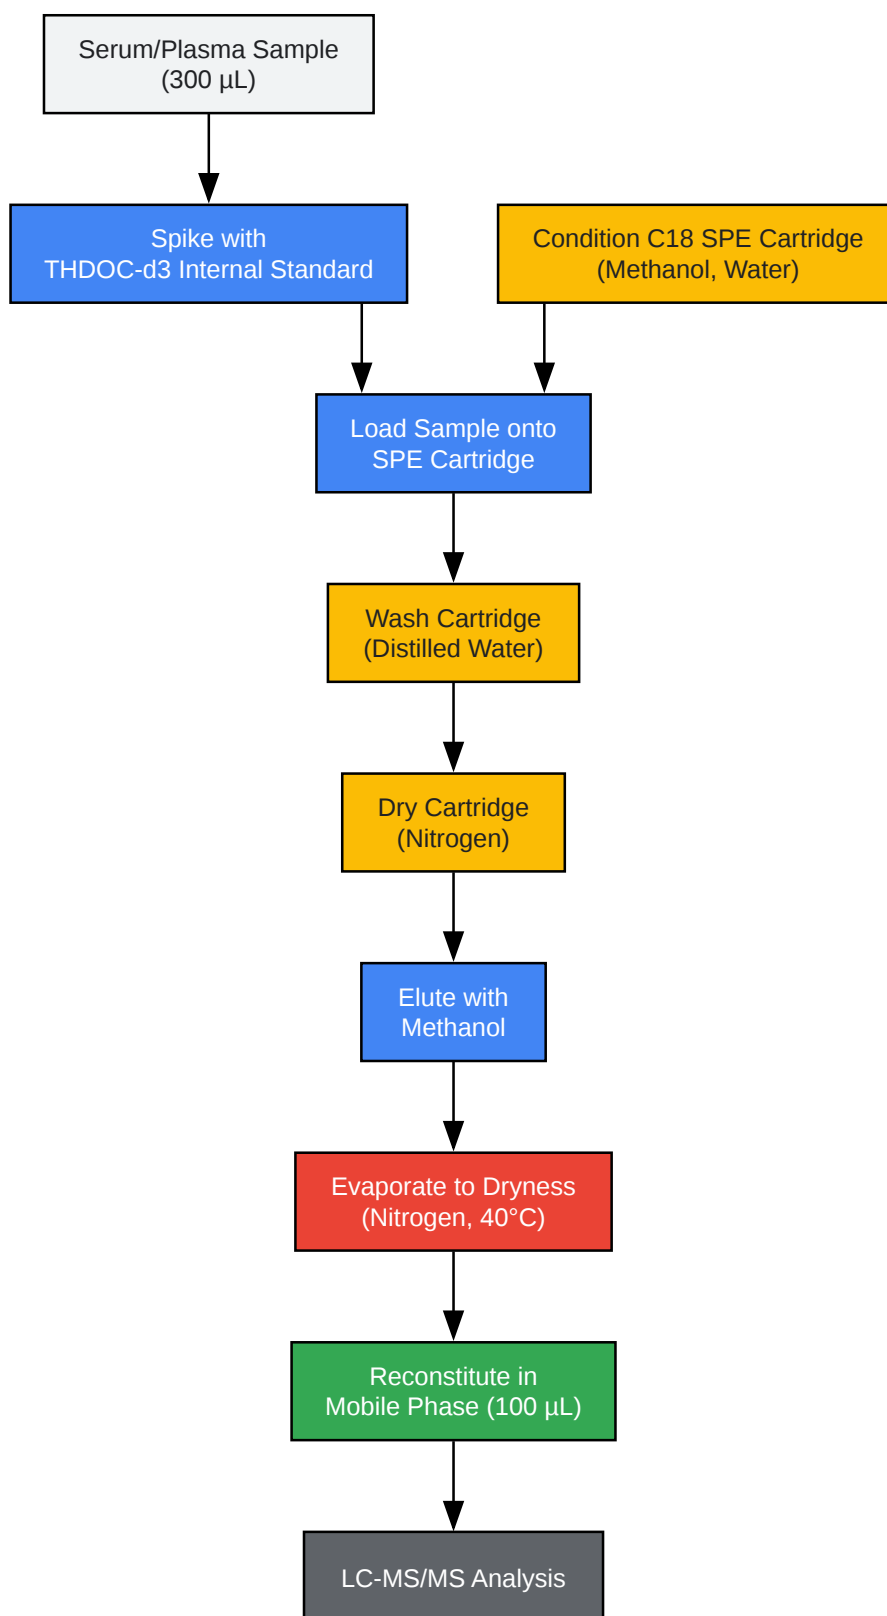 Serum/Plasma Sample
(300 µL)
Spike with
THDOC-d3 Internal Standard
Condition C18 SPE Cartridge
(Methanol, Water)
Load Sample onto
SPE Cartridge
Wash Cartridge
(Distilled Water)
Dry Cartridge
(Nitrogen)
Elute with
Methanol
Evaporate to Dryness
(Nitrogen, 40°C)
Reconstitute in
Mobile Phase (100 µL)
LC-MS/MS Analysis